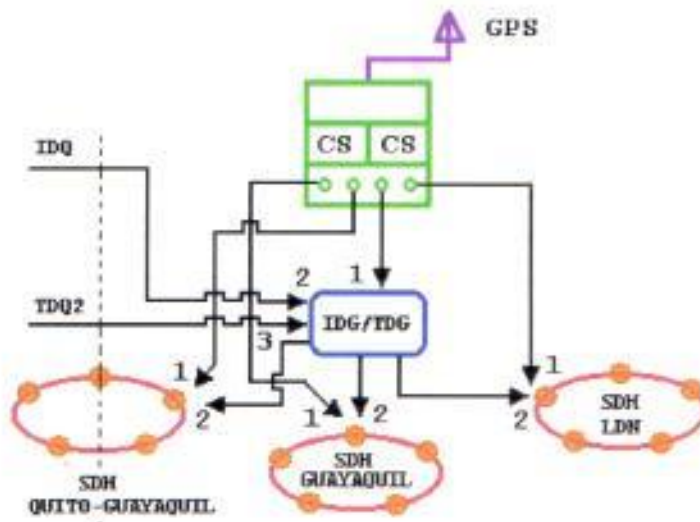 GPS
CS CS
IDQ
2 1
TDQ2
IDG/TDG
3
1
2
1 2
1
2
SDH
LDN
SDH
GUAYAQUIL
SDH
QUITO-GUAYAQUIL